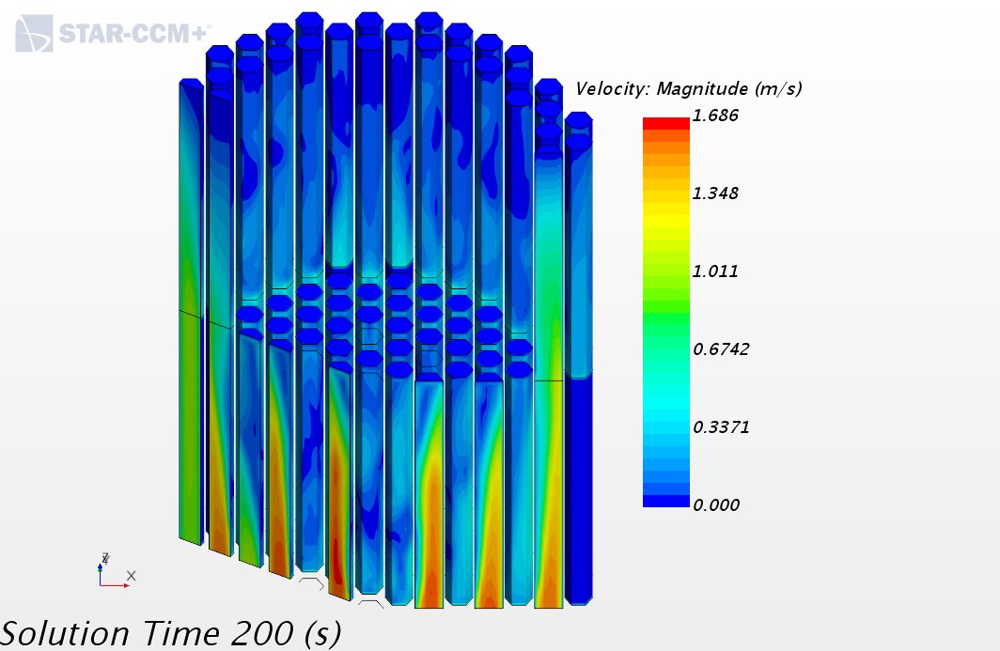 STAR-CCM+
Velocity: Magnitude (m/s)
1.686
1.348
1.011
0.6742
0.3371
0.000
Z
X
Solution Time 200 (s)